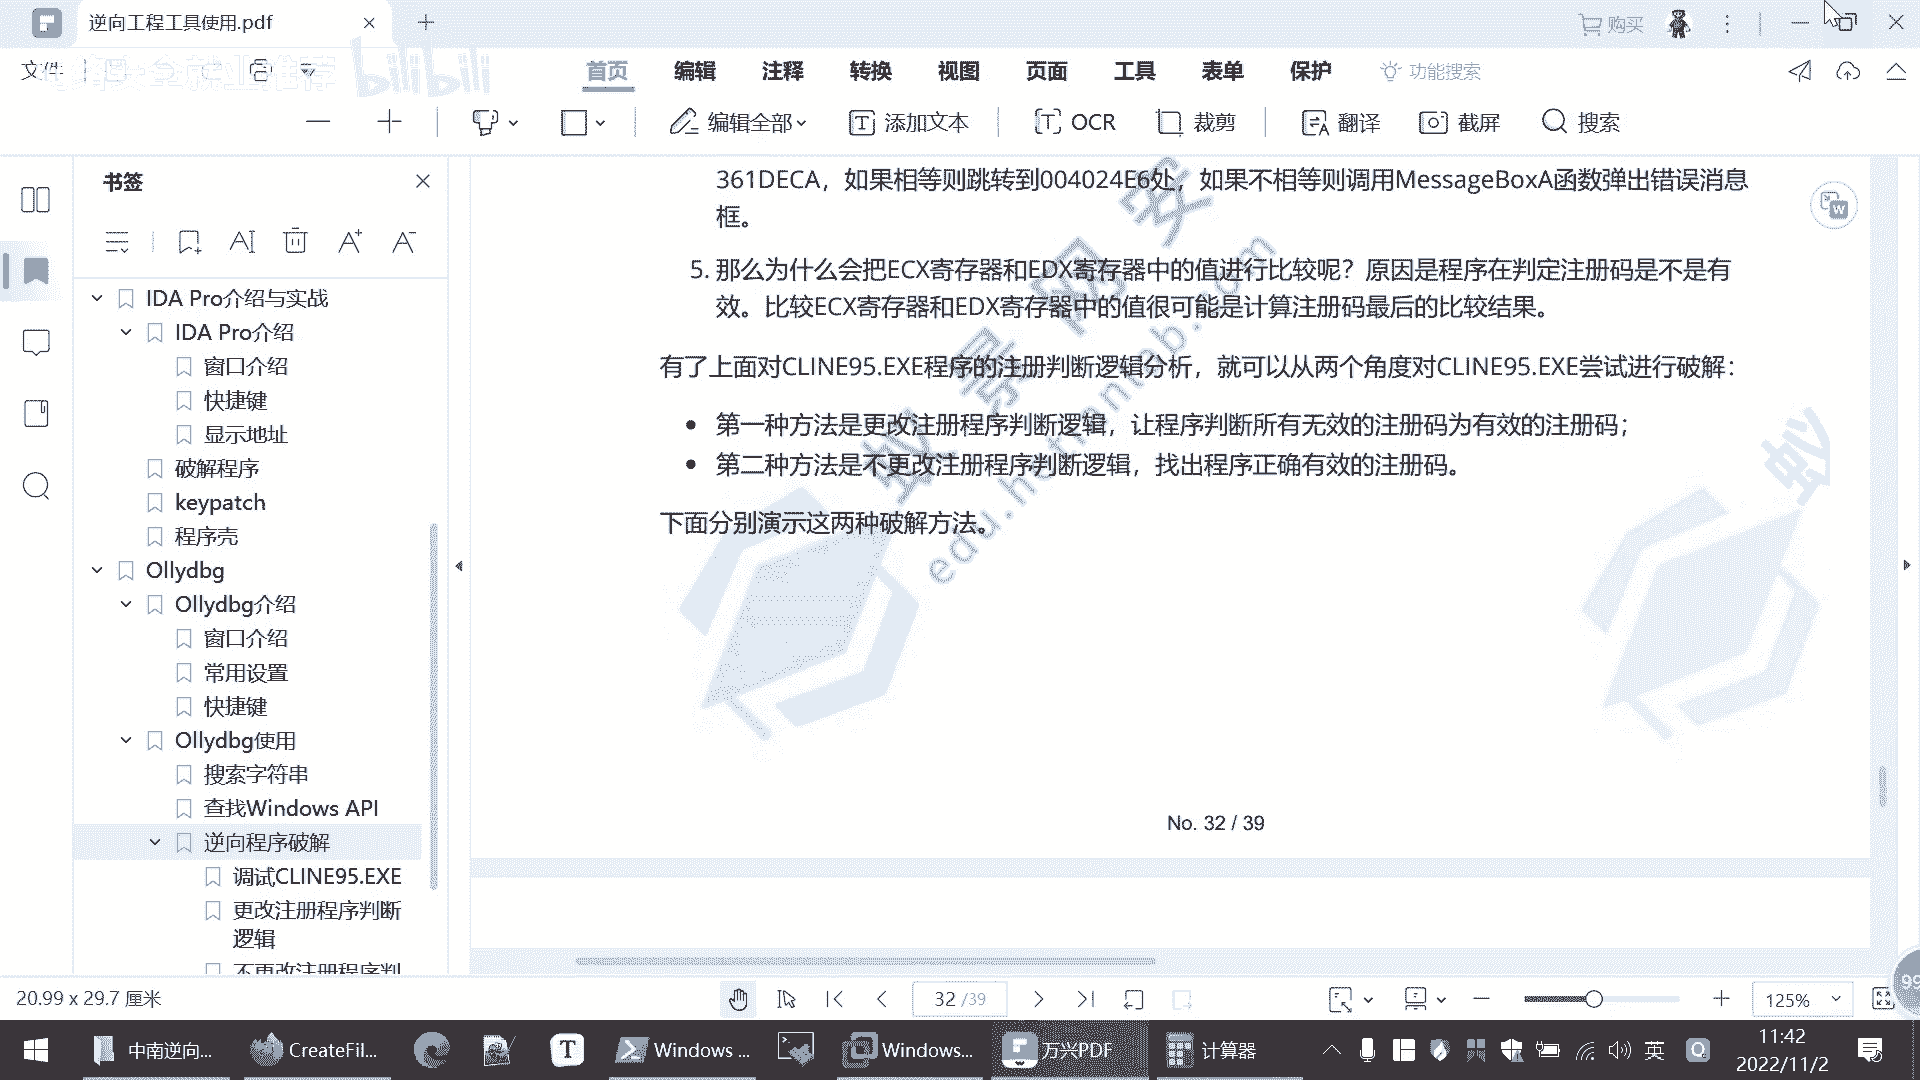 逆向工程工具使用.pdf
购买
文件
bilibili
首页 编辑 注释 转换 视图 页面 工具 表单 保护 功能搜索
编辑全部 添加文本 OCR 裁剪 翻译 截屏 搜索
书签
IDA Pro介绍与实战
IDA Pro介绍
窗口介绍
快捷键
显示地址
破解程序
keypatch
程序壳
Ollydbg
Ollydbg介绍
窗口介绍
常用设置
快捷键
Ollydbg使用
搜索字符串
查找Windows API
逆向程序破解
调试CLINE95.EXE
更改注册程序判断
逻辑
不更改注册程序判
361DECA，如果相等则跳转到004024E6处，如果不相等则调用MessageBoxA函数弹出错误消息
框。
5. 那么为什么会把ECX寄存器和EDX寄存器中的值进行比较呢？原因是程序在判定注册码是不是有
效。比较ECX寄存器和EDX寄存器中的值很可能是计算注册码最后的比较结果。
有了上面对CLINE95.EXE程序的注册判断逻辑分析，就可以从两个角度对CLINE95.EXE尝试进行破解：
第一种方法是更改注册程序判断逻辑，让程序判断所有无效的注册码为有效的注册码；
第二种方法是不更改注册程序判断逻辑，找出程序正确有效的注册码。
下面分别演示这两种破解方法。
蚁景网安
edu.hetianlab.com
蚁
No. 32 / 39
20.99 x 29.7 厘米
32 /39
125%
99
中南逆向...
CreateFil...
Windows ...
Windows...
万兴PDF
计算器
英
11:42
2022/11/2